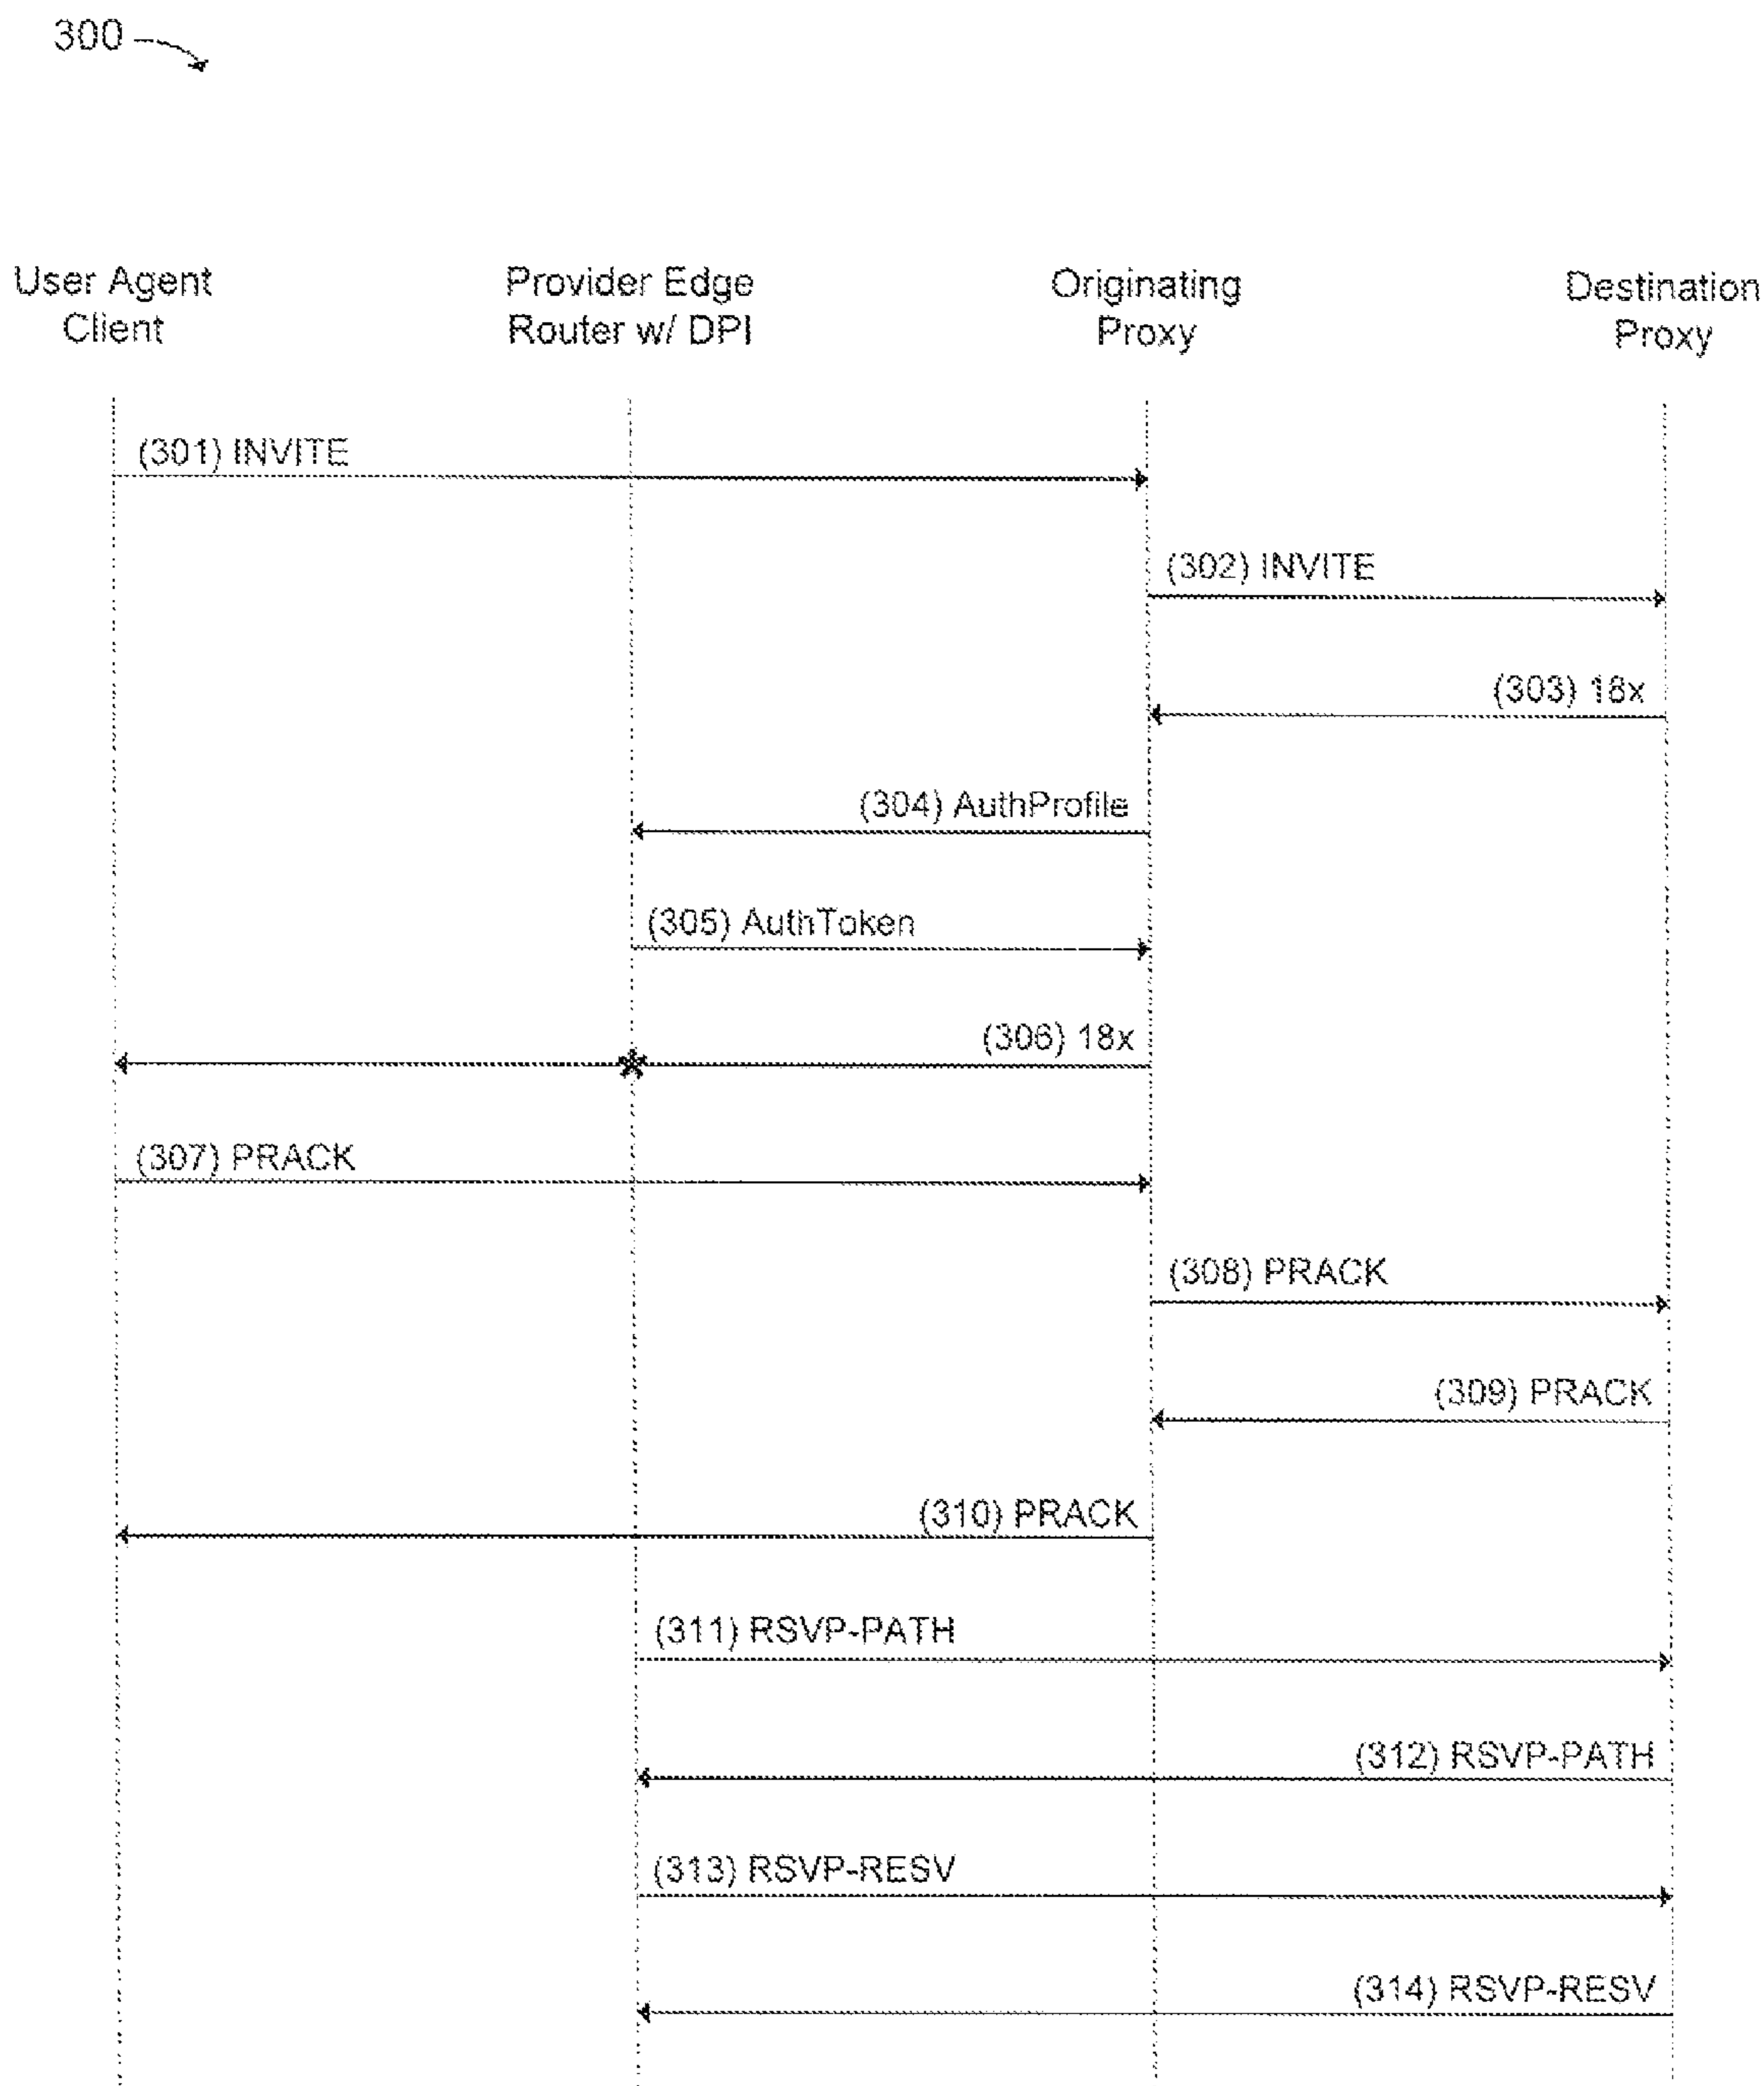 300
User Agent
Client
Provider Edge
Router w/ DPI
Originating
Proxy
Destination
Proxy
(301) INVITE
(302) INVITE
(303) 18x
(304) AuthProfile
(305) AuthToken
(306) 18x
(307) PRACK
(308) PRACK
(309) PRACK
(310) PRACK
(311) RSVP-PATH
(312) RSVP-PATH
(313) RSVP-RESV
(314) RSVP-RESV